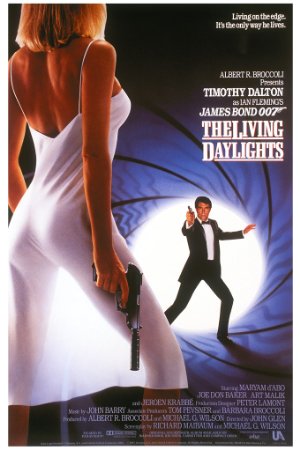 Living on the edge.
It's the only way he lives.
ALBERT R. BROCCOLI
Presents
TIMOTHY DALTON
as IAN FLEMING'S
JAMES BOND 007
THE LIVING
DAYLIGHTS
Starring MARYAM d'ABO
JOE DON BAKER ART MALIK
and JEROEN KRABBÉ Production Designer PETER LAMONT
Music by JOHN BARRY Associate Producers TOM PEVSNER and BARBARA BROCCOLI
Produced by ALBERT R. BROCCOLI and MICHAEL G. WILSON Directed by JOHN GLEN
Screenplay by RICHARD MAIBAUM and MICHAEL G. WILSON
UA